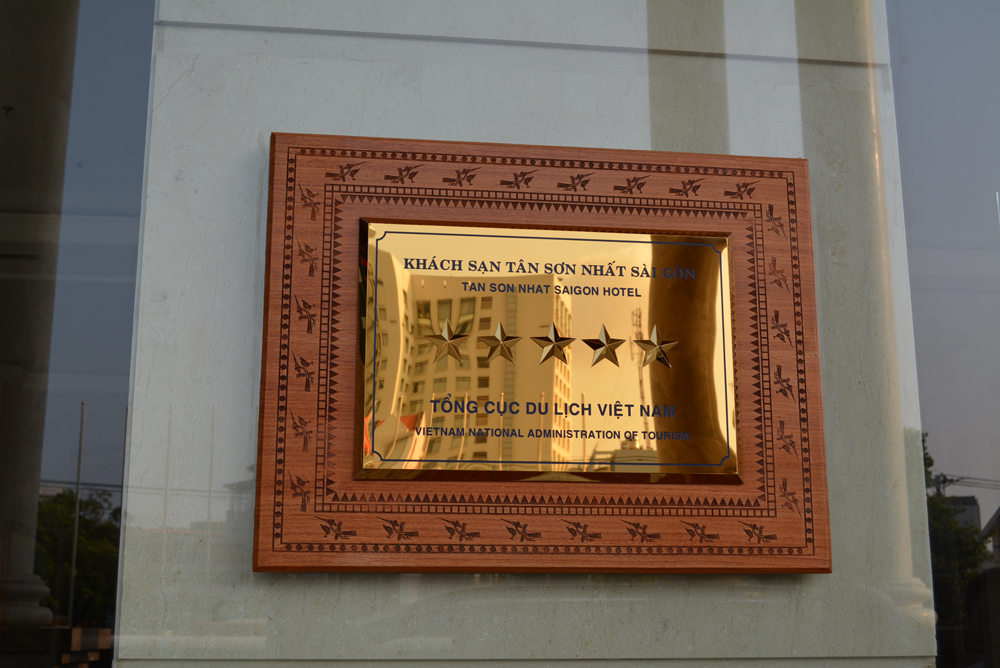 KHÁCH SẠN TÂN SƠN NHẤT SÀI GÒN
TAN SON NHAT SAIGON HOTEL
TỔNG CỤC DU LỊCH VIỆT NAM
VIETNAM NATIONAL ADMINISTRATION OF TOURISM